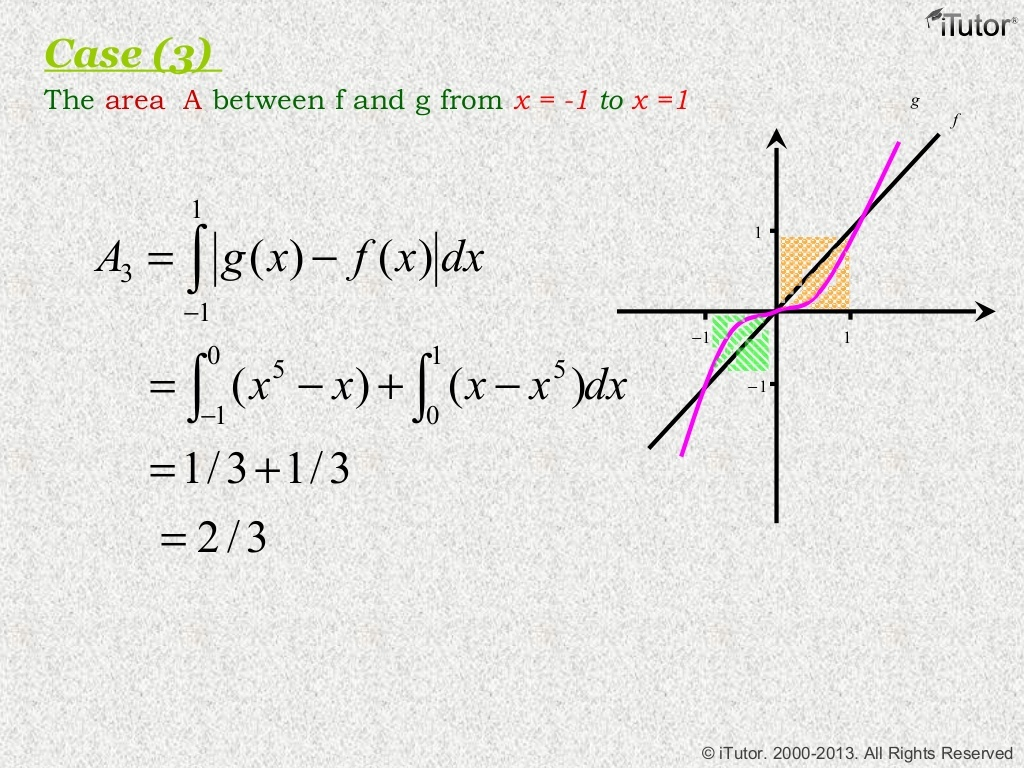 iTutor®
Case (3)
The area A between f and g from x = -1 to x =1
g
f
A₃ = ∫₋₁¹ |g(x) − f(x)|dx
1
−1
1
−1
= ∫₋₁⁰ (x⁵ − x) + ∫₀¹ (x − x⁵)dx
= 1/3 + 1/3
= 2/3
© iTutor. 2000-2013. All Rights Reserved